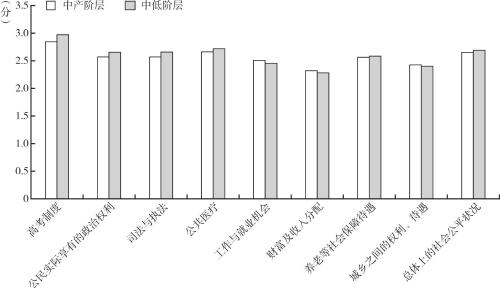 (分)
中产阶层 中低阶层
3.5
3.0
2.5
2.0
1.5
1.0
0.5
0
高考制度
公民实际享有的政治权利
司法与执法
公共医疗
工作与就业机会
财富及收入分配
养老等社会保障待遇
城乡之间的权利、待遇
总体上的社会公平状况